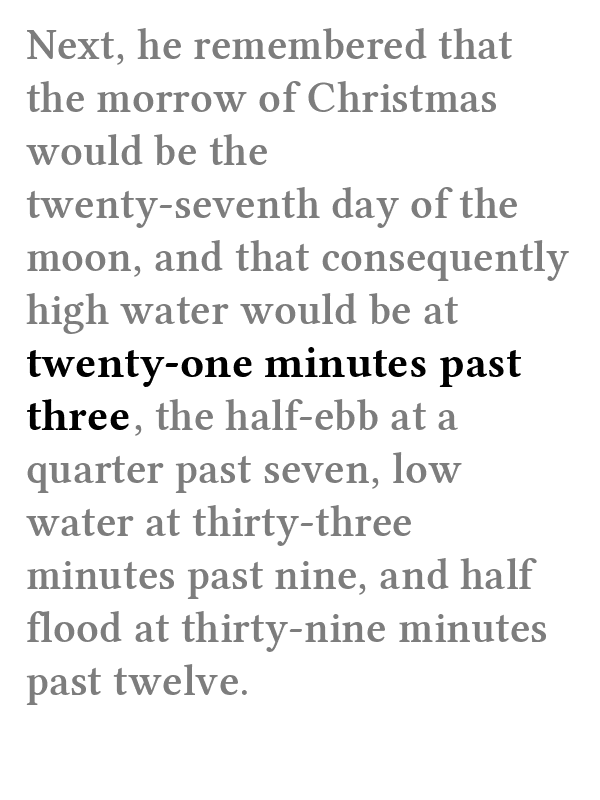 Next, he remembered that
the morrow of Christmas
would be the
twenty-seventh day of the
moon, and that consequently
high water would be at
twenty-one minutes past
three, the half-ebb at a
quarter past seven, low
water at thirty-three
minutes past nine, and half
flood at thirty-nine minutes
past twelve.